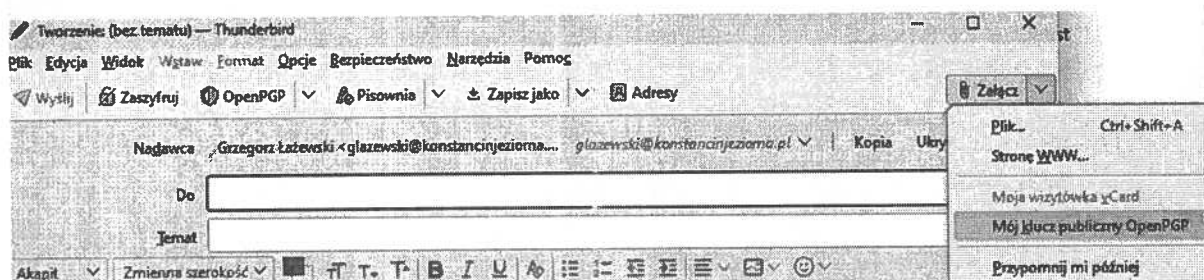 Tworzenie: (bez tematu) — Thunderbird
Plik Edycja Widok Wstaw Format Opcje Bezpieczeństwo Narzędzia Pomoc
Wyślij Zaszyfruj OpenPGP Pisownia Zapisz jako Adresy Załącz
Nadawca Grzegorz Łażewski <glazewski@konstancinjeziorna.... glazewski@konstancinjeziorna.pl Kopia Ukry
Do
Temat
Akapit Zmienna szerokość
Plik... Ctrl+Shift+A
Stronę WWW...
Moja wizytówka vCard
Mój klucz publiczny OpenPGP
Przypomnij mi później
st